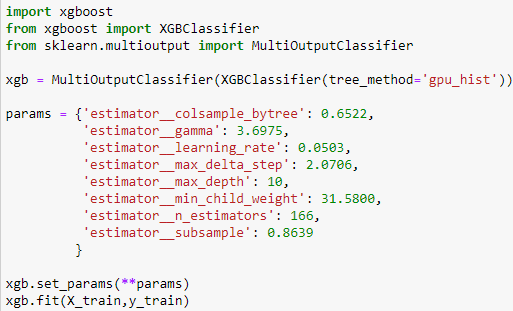 import xgboost
from xgboost import XGBClassifier
from sklearn.multioutput import MultiOutputClassifier
xgb = MultiOutputClassifier(XGBClassifier(tree_method='gpu_hist'))
params = {'estimator__colsample_bytree': 0.6522,
'estimator__gamma': 3.6975,
'estimator__learning_rate': 0.0503,
'estimator__max_delta_step': 2.0706,
'estimator__max_depth': 10,
'estimator__min_child_weight': 31.5800,
'estimator__n_estimators': 166,
'estimator__subsample': 0.8639
}
xgb.set_params(**params)
xgb.fit(X_train,y_train)